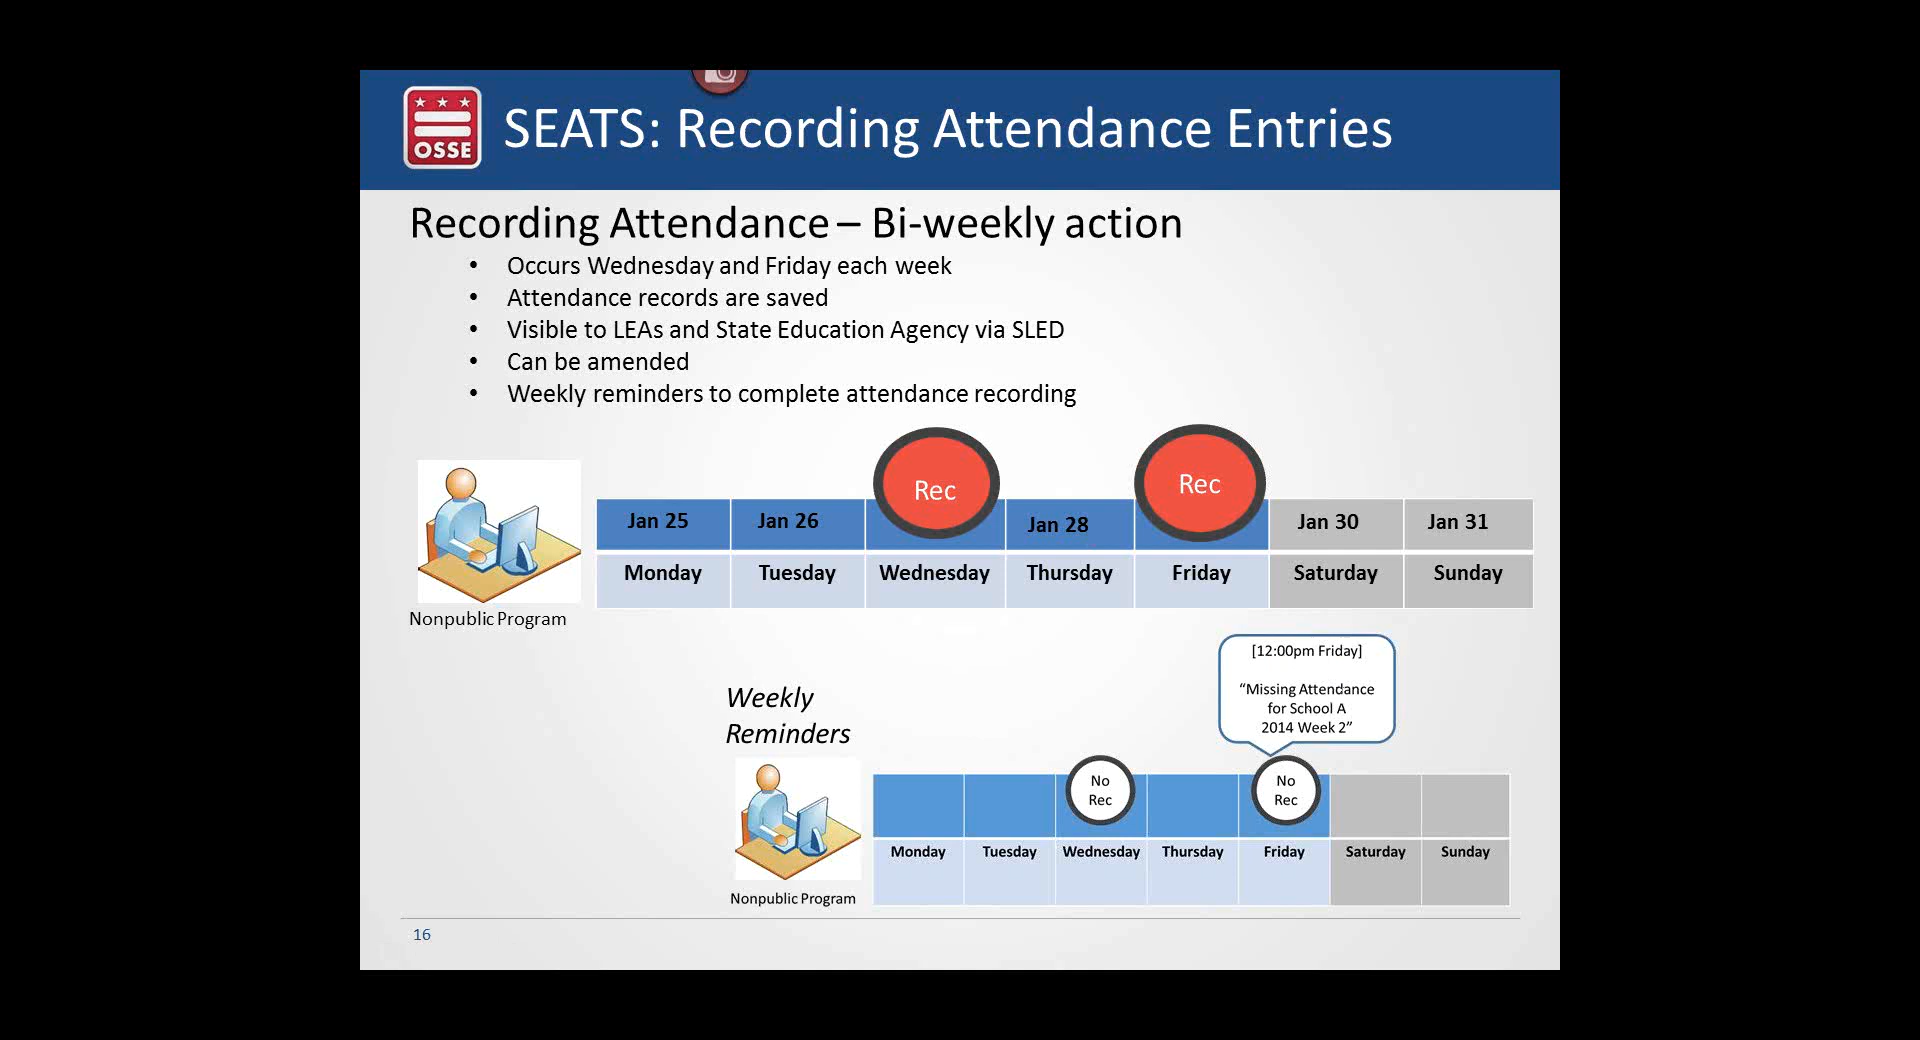 OSSE
SEATS: Recording Attendance Entries
Recording Attendance – Bi-weekly action
• Occurs Wednesday and Friday each week
• Attendance records are saved
• Visible to LEAs and State Education Agency via SLED
• Can be amended
• Weekly reminders to complete attendance recording
Rec Rec
Jan 25 Jan 26 Jan 28 Jan 30 Jan 31
Monday Tuesday Wednesday Thursday Friday Saturday Sunday
Nonpublic Program
[12:00pm Friday]
“Missing Attendance
for School A
2014 Week 2”
Weekly
Reminders
No
Rec
No
Rec
Monday Tuesday Wednesday Thursday Friday Saturday Sunday
Nonpublic Program
16